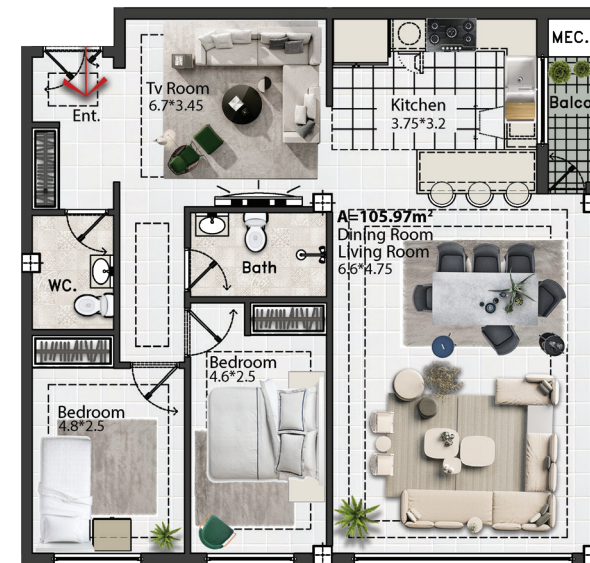 MEC.
Tv Room
6.7*3.45
Kitchen
3.75*3.2
Balco
Ent.
A=105.97m²
Dining Room
Living Room
6.6*4.75
Bath
WC.
Bedroom
4.6*2.5
Bedroom
4.8*2.5